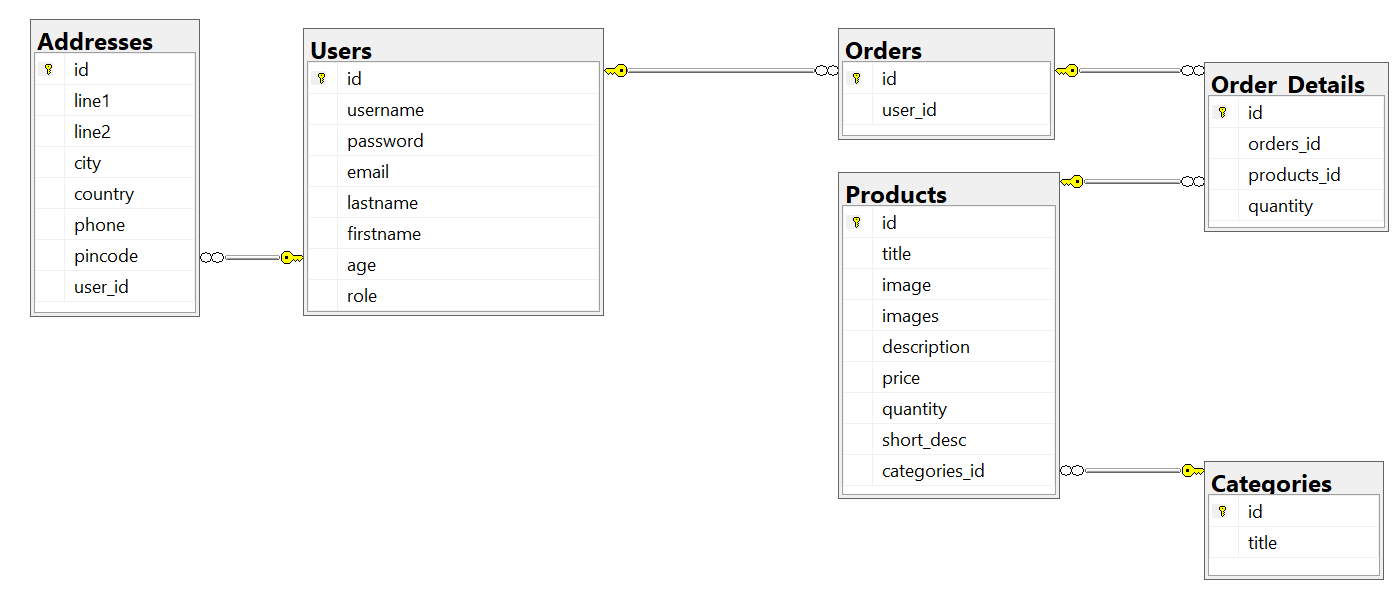 Addresses
id
line1
line2
city
country
phone
pincode
user_id
Users
id
username
password
email
lastname
firstname
age
role
Orders
id
user_id
Order_Details
id
orders_id
products_id
quantity
Products
id
title
image
images
description
price
quantity
short_desc
categories_id
Categories
id
title